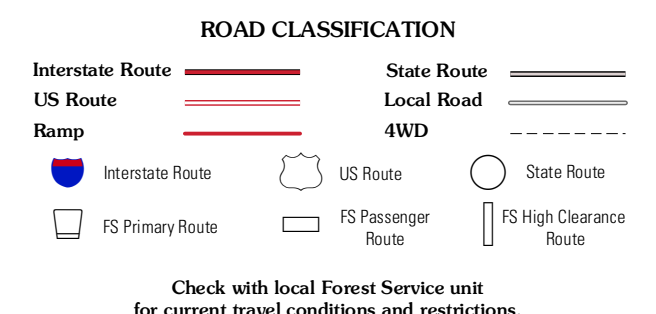 ROAD CLASSIFICATION
Interstate Route
State Route
US Route
Local Road
Ramp
4WD
Interstate Route
US Route
State Route
FS Primary Route
FS Passenger
Route
FS High Clearance
Route
Check with local Forest Service unit
for current travel conditions and restrictions.